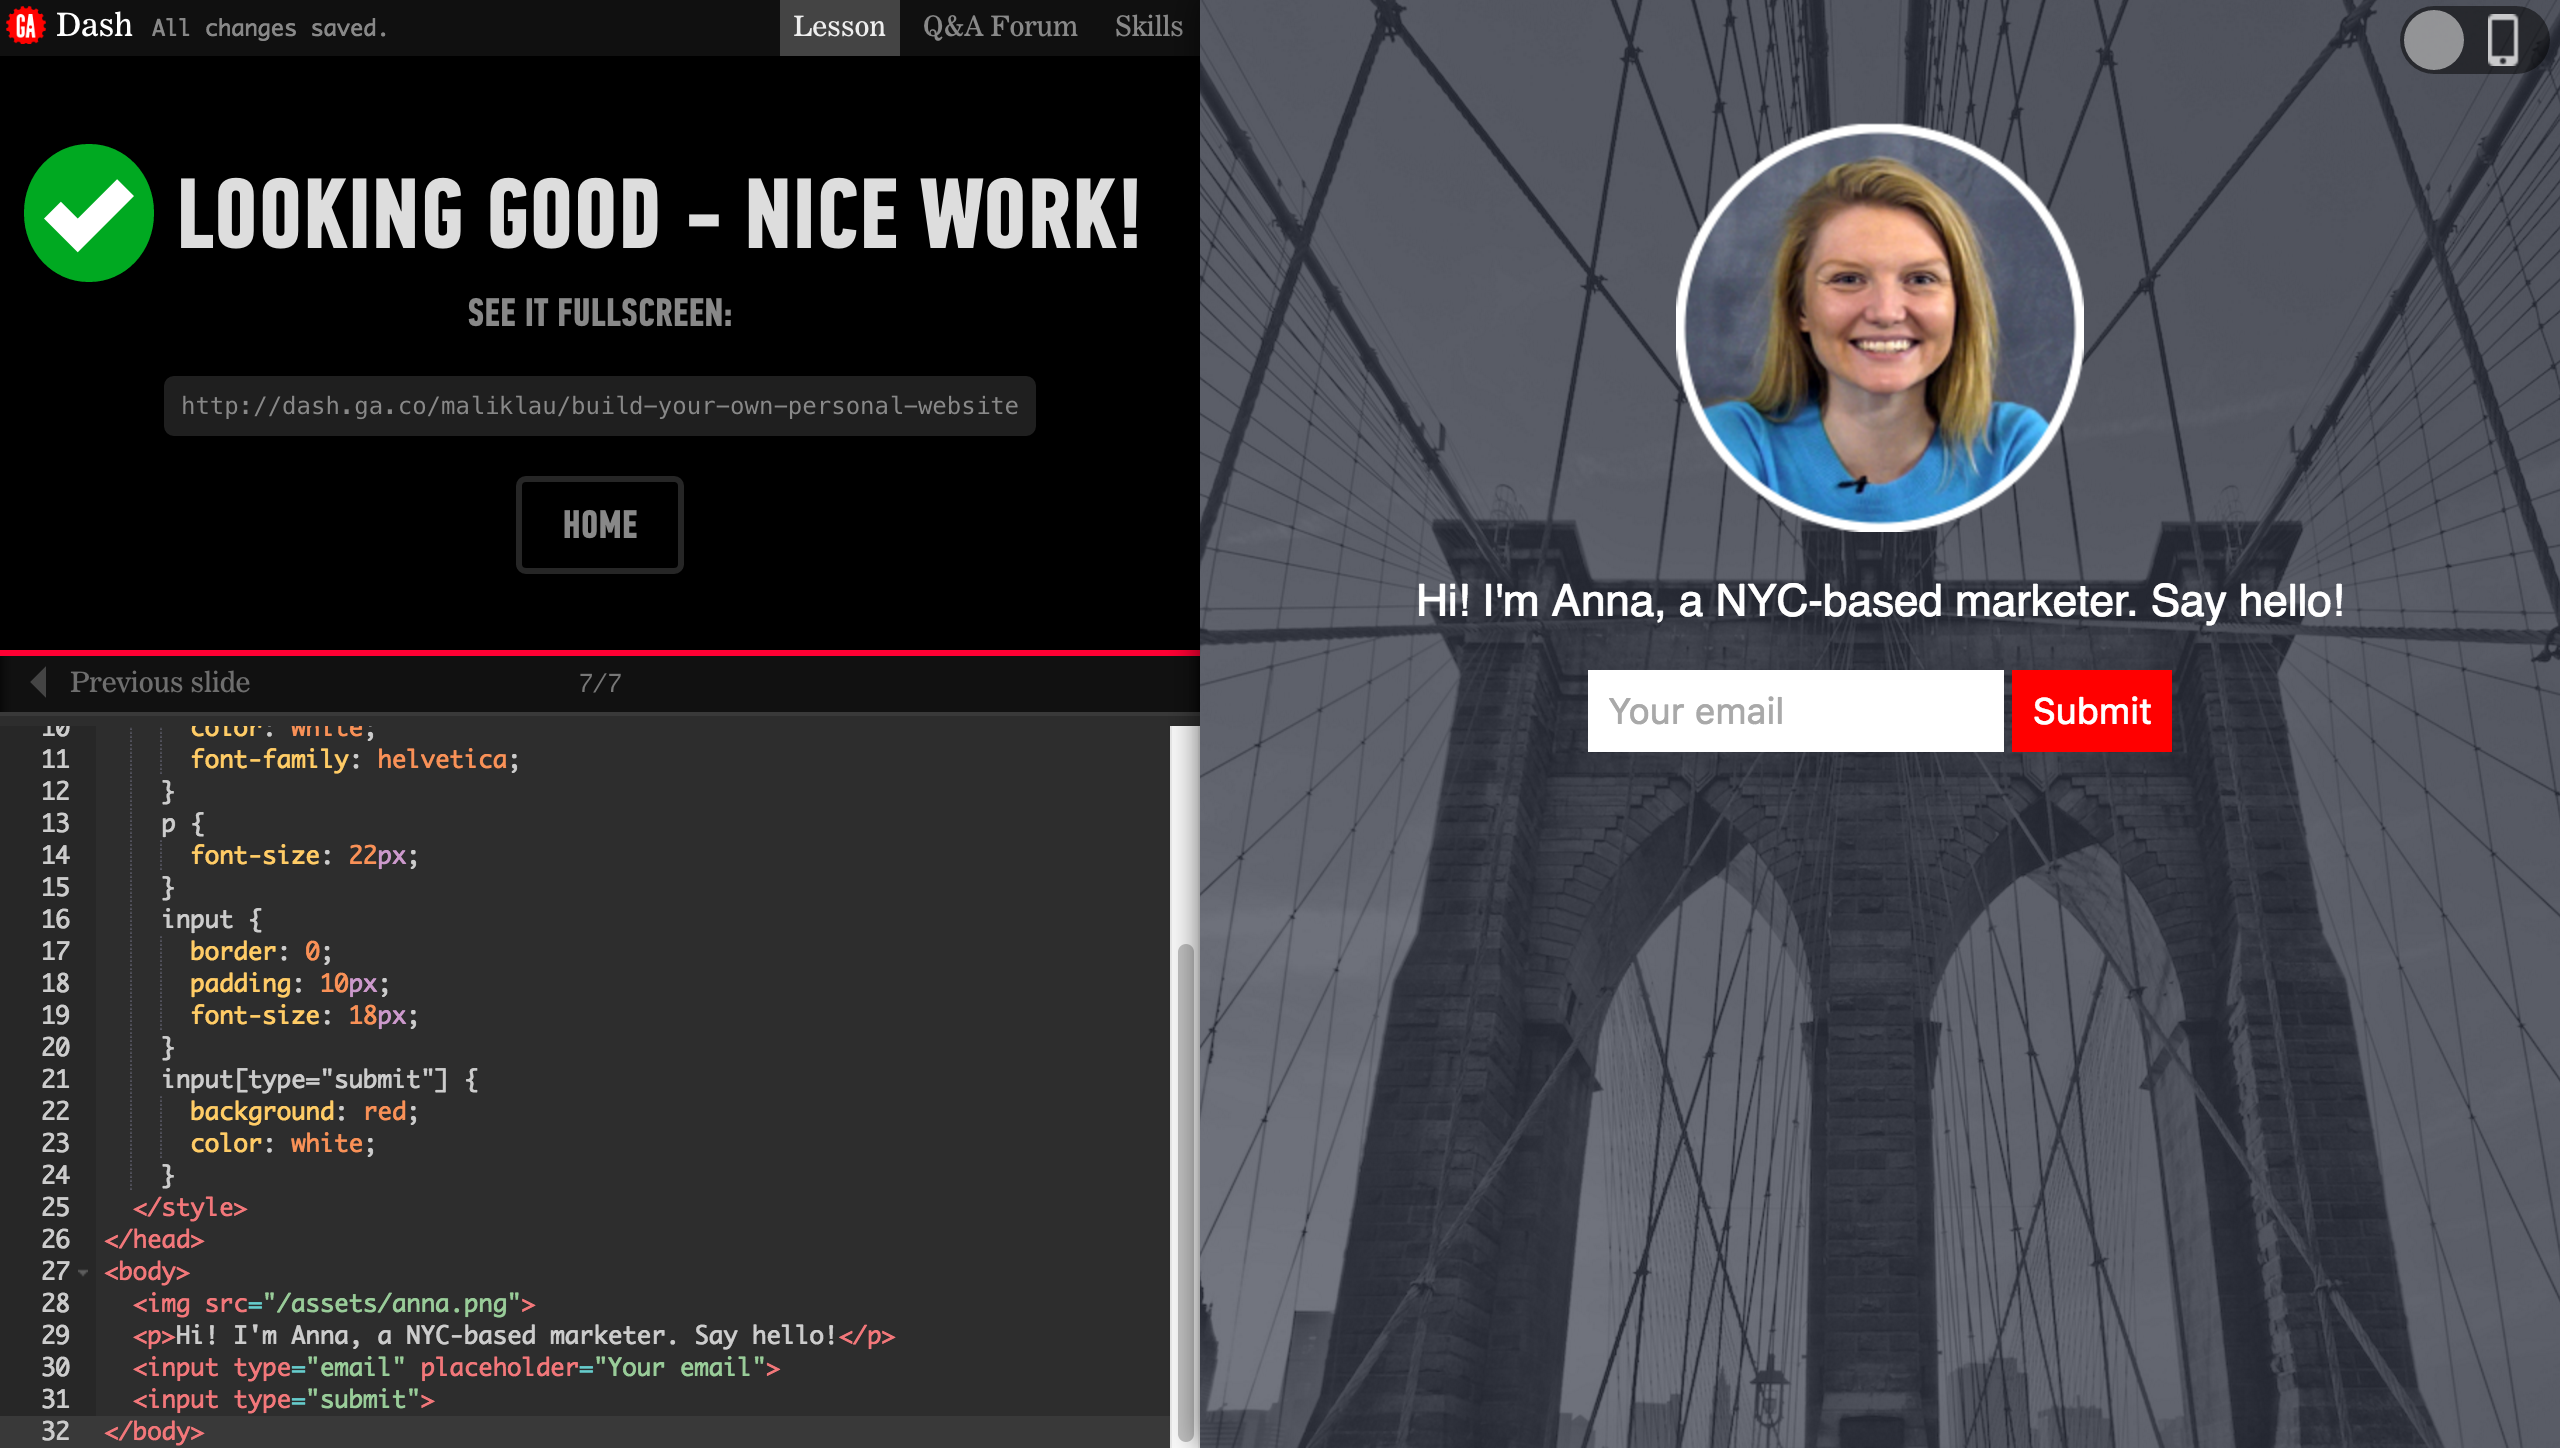 GA Dash All changes saved. Lesson Q&A Forum Skills
LOOKING GOOD - NICE WORK!
SEE IT FULLSCREEN:
http://dash.ga.co/maliklau/build-your-own-personal-website
HOME
Previous slide 7/7
10 color: white;
11 font-family: helvetica;
12 }
13 p {
14 font-size: 22px;
15 }
16 input {
17 border: 0;
18 padding: 10px;
19 font-size: 18px;
20 }
21 input[type="submit"] {
22 background: red;
23 color: white;
24 }
25 </style>
26 </head>
27 <body>
28 <img src="/assets/anna.png">
29 <p>Hi! I'm Anna, a NYC-based marketer. Say hello!</p>
30 <input type="email" placeholder="Your email">
31 <input type="submit">
32 </body>
Hi! I'm Anna, a NYC-based marketer. Say hello!
Your email Submit